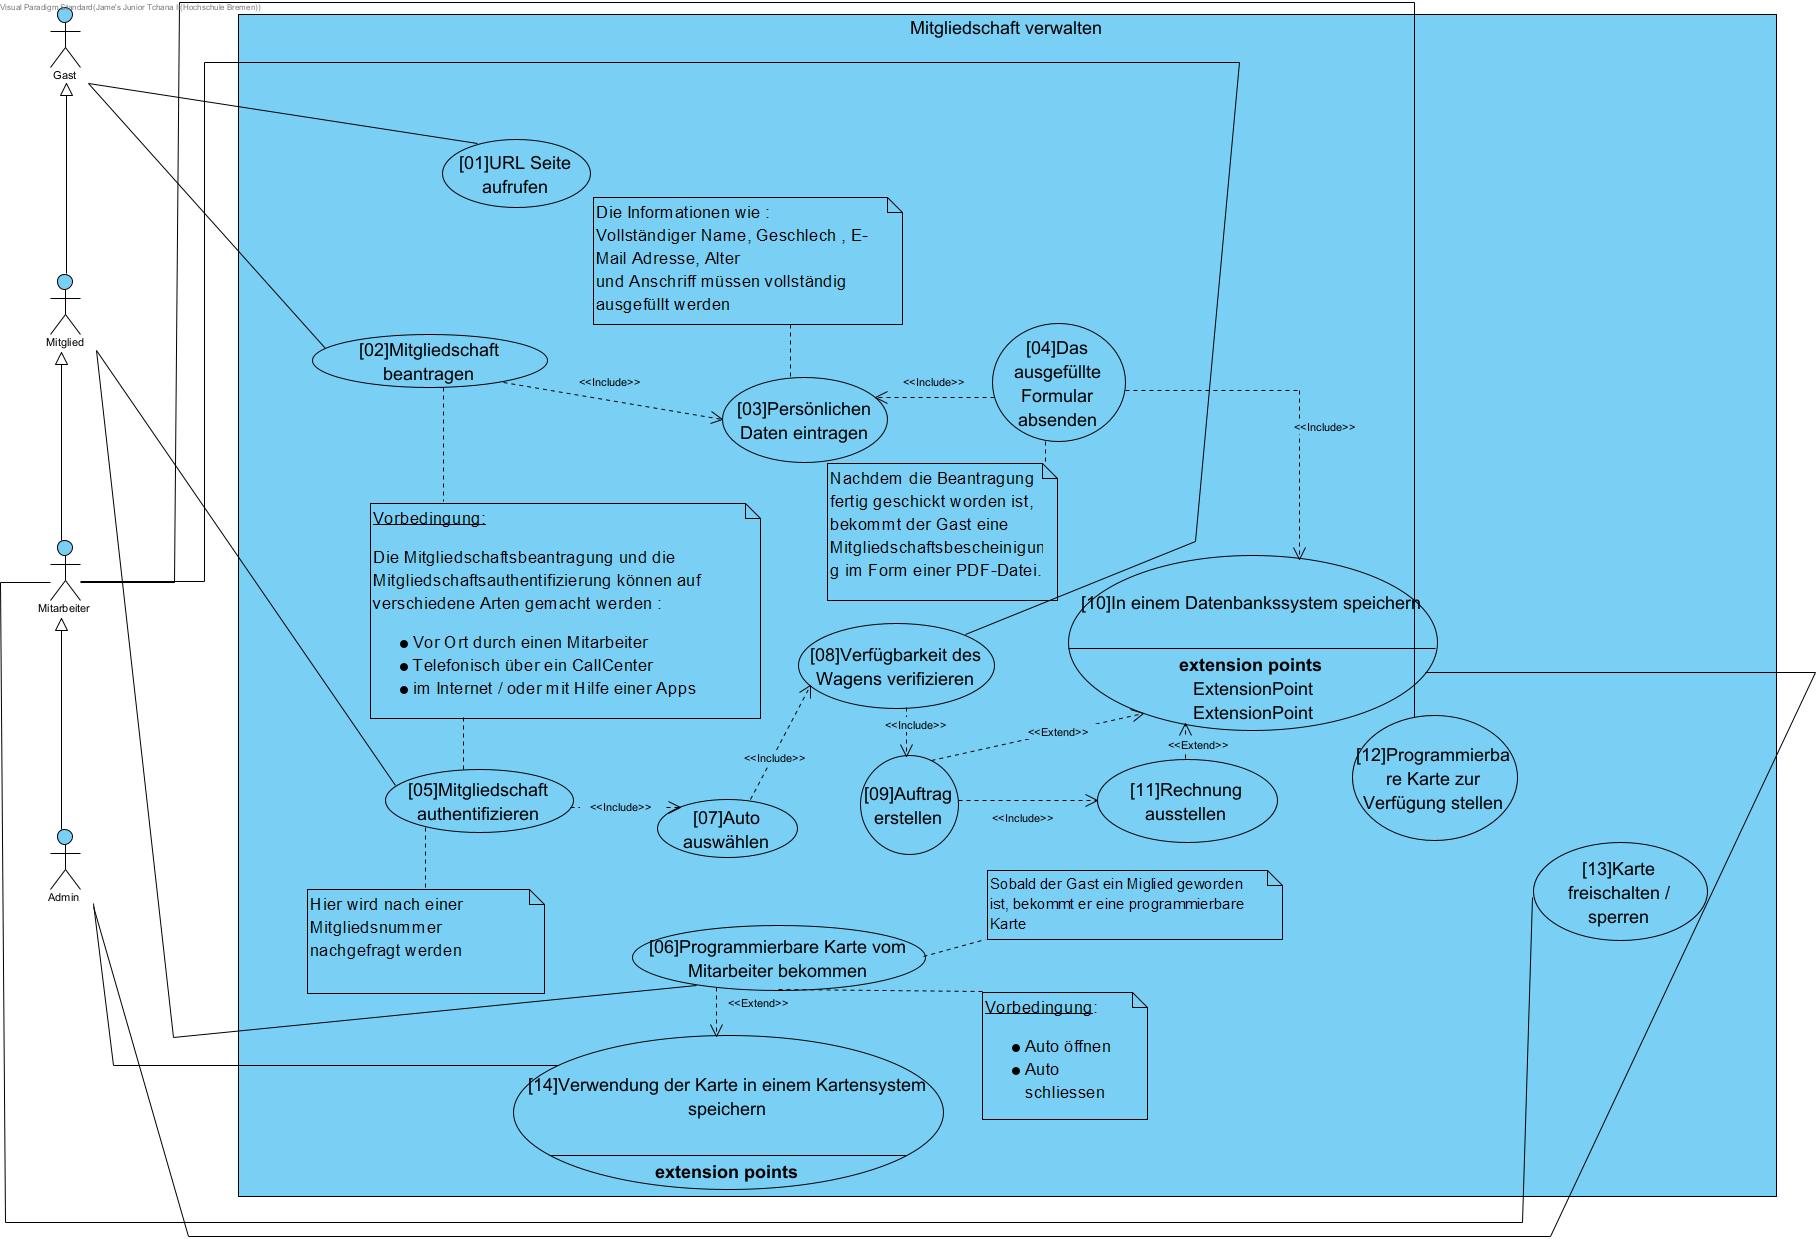 Visual Paradigm Standard(Jame's Junior Tchana I (Hochschule Bremen))
Mitgliedschaft verwalten
Gast
[01]URL Seite
aufrufen
Die Informationen wie :
Vollständiger Name, Geschlech , E-
Mail Adresse, Alter
und Anschriff müssen vollständig
ausgefüllt werden
Mitglied
[02]Mitgliedschaft
beantragen
<<Include>>
[03]Persönlichen
Daten eintragen
<<Include>>
[04]Das
ausgefüllte
Formular
absenden
<<Include>>
Nachdem die Beantragung
fertig geschickt worden ist,
bekommt der Gast eine
Mitgliedschaftsbescheinigun
g im Form einer PDF-Datei.
Vorbedingung:
Die Mitgliedschaftsbeantragung und die
Mitgliedschaftsauthentifizierung können auf
verschiedene Arten gemacht werden :
● Vor Ort durch einen Mitarbeiter
● Telefonisch über ein CallCenter
● im Internet / oder mit Hilfe einer Apps
Mitarbeiter
[10]In einem Datenbankssystem speichern
extension points
ExtensionPoint
ExtensionPoint
[08]Verfügbarkeit des
Wagens verifizieren
<<Include>>
<<Extend>>
<<Extend>>
<<Include>>
[12]Programmierba
re Karte zur
Verfügung stellen
[05]Mitgliedschaft
authentifizieren
<<Include>>
[07]Auto
auswählen
[09]Auftrag
erstellen
<<Include>>
[11]Rechnung
ausstellen
[13]Karte
freischalten /
sperren
Admin
Hier wird nach einer
Mitgliedsnummer
nachgefragt werden
Sobald der Gast ein Miglied geworden
ist, bekommt er eine programmierbare
Karte
[06]Programmierbare Karte vom
Mitarbeiter bekommen
<<Extend>>
Vorbedingung:
● Auto öffnen
● Auto
schliessen
[14]Verwendung der Karte in einem Kartensystem
speichern
extension points